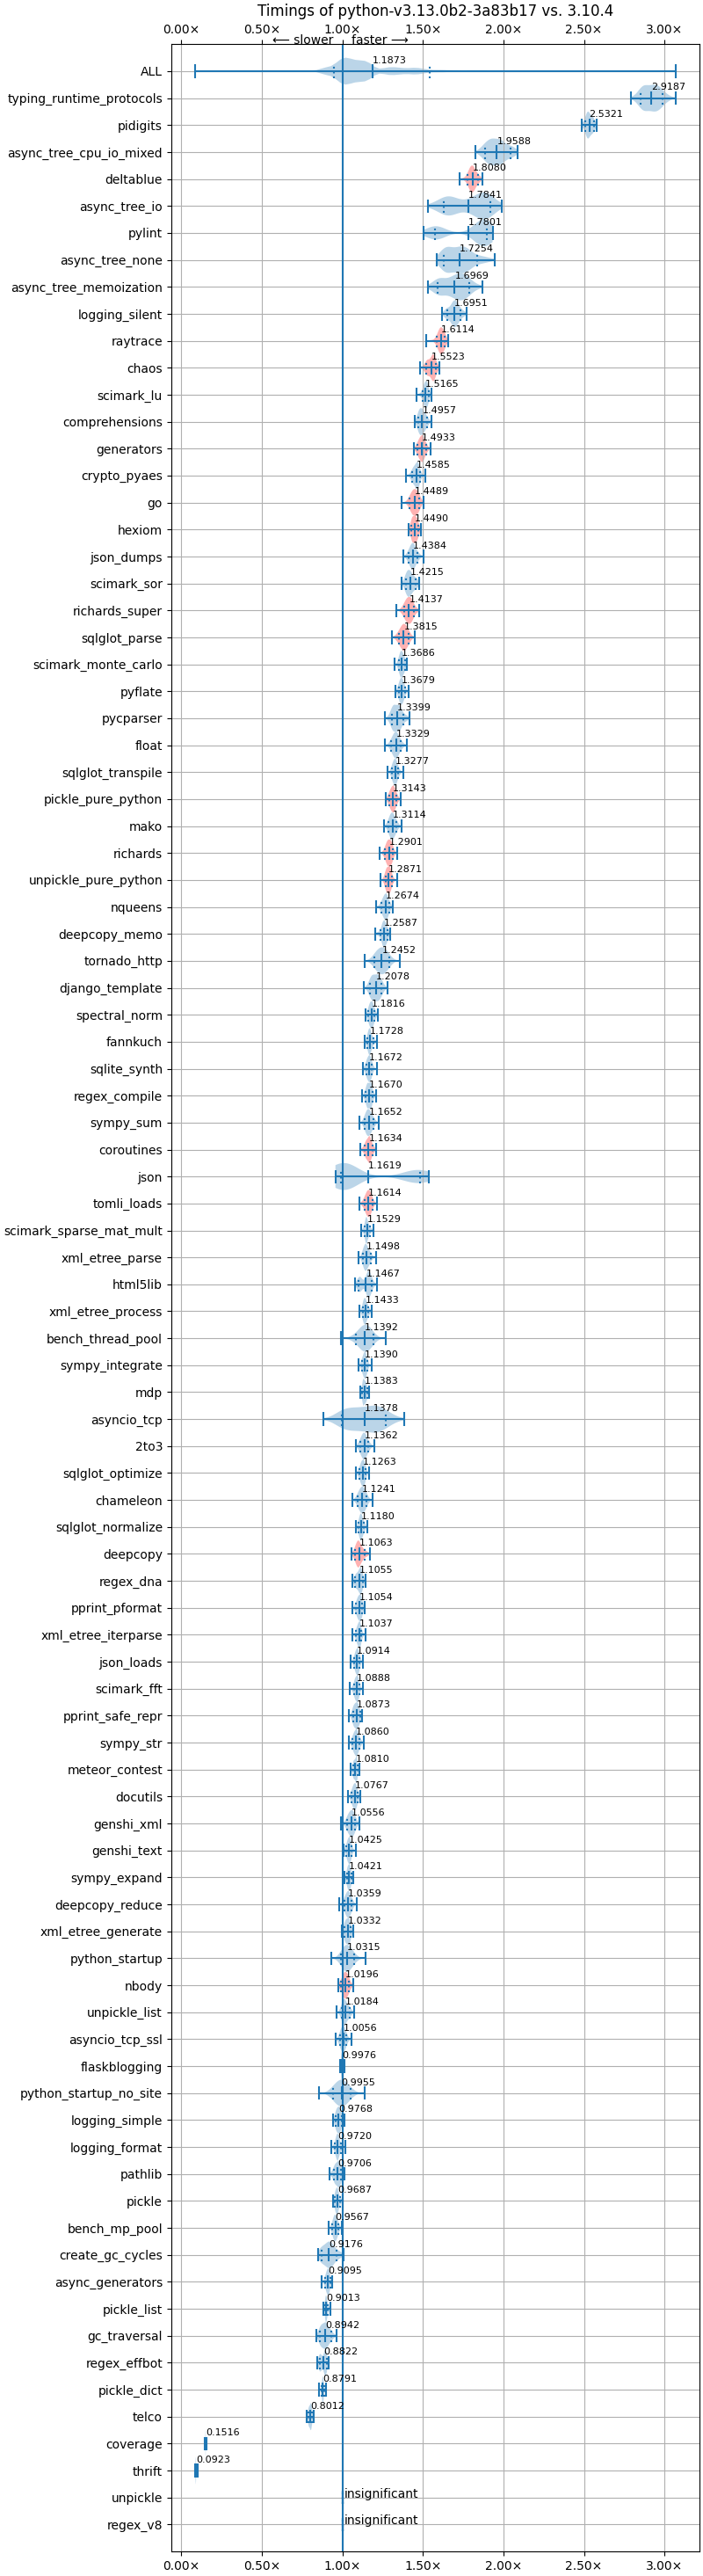 Timings of python-v3.13.0b2-3a83b17 vs. 3.10.4
⟵ slower faster ⟶
0.00× 0.50× 1.00× 1.50× 2.00× 2.50× 3.00×
ALL 1.1873
typing_runtime_protocols 2.9187
pidigits 2.5321
async_tree_cpu_io_mixed 1.9588
deltablue 1.8080
async_tree_io 1.7841
pylint 1.7801
async_tree_none 1.7254
async_tree_memoization 1.6969
logging_silent 1.6951
raytrace 1.6114
chaos 1.5523
scimark_lu 1.5165
comprehensions 1.4957
generators 1.4933
crypto_pyaes 1.4585
go 1.4489
hexiom 1.4490
json_dumps 1.4384
scimark_sor 1.4215
richards_super 1.4137
sqlglot_parse 1.3815
scimark_monte_carlo 1.3686
pyflate 1.3679
pycparser 1.3399
float 1.3329
sqlglot_transpile 1.3277
pickle_pure_python 1.3143
mako 1.3114
richards 1.2901
unpickle_pure_python 1.2871
nqueens 1.2674
deepcopy_memo 1.2587
tornado_http 1.2452
django_template 1.2078
spectral_norm 1.1816
fannkuch 1.1728
sqlite_synth 1.1672
regex_compile 1.1670
sympy_sum 1.1652
coroutines 1.1634
json 1.1619
tomli_loads 1.1614
scimark_sparse_mat_mult 1.1529
xml_etree_parse 1.1498
html5lib 1.1467
xml_etree_process 1.1433
bench_thread_pool 1.1392
sympy_integrate 1.1390
mdp 1.1383
asyncio_tcp 1.1378
2to3 1.1362
sqlglot_optimize 1.1263
chameleon 1.1241
sqlglot_normalize 1.1180
deepcopy 1.1063
regex_dna 1.1055
pprint_pformat 1.1054
xml_etree_iterparse 1.1037
json_loads 1.0914
scimark_fft 1.0888
pprint_safe_repr 1.0873
sympy_str 1.0860
meteor_contest 1.0810
docutils 1.0767
genshi_xml 1.0556
genshi_text 1.0425
sympy_expand 1.0421
deepcopy_reduce 1.0359
xml_etree_generate 1.0332
python_startup 1.0315
nbody 1.0196
unpickle_list 1.0184
asyncio_tcp_ssl 1.0056
flaskblogging 0.9976
python_startup_no_site 0.9955
logging_simple 0.9768
logging_format 0.9720
pathlib 0.9706
pickle 0.9687
bench_mp_pool 0.9567
create_gc_cycles 0.9176
async_generators 0.9095
pickle_list 0.9013
gc_traversal 0.8942
regex_effbot 0.8822
pickle_dict 0.8791
telco 0.8012
coverage 0.1516
thrift 0.0923
unpickle insignificant
regex_v8 insignificant
0.00× 0.50× 1.00× 1.50× 2.00× 2.50× 3.00×